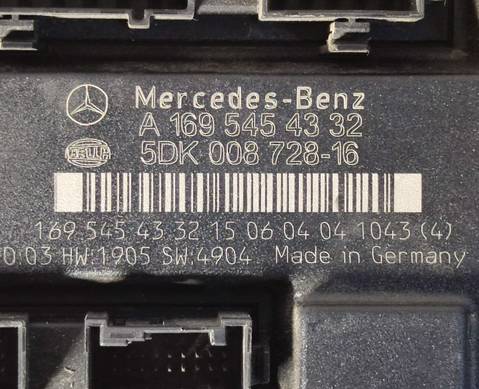 Mercedes-Benz
A 169 545 43 32
HELLA 5DK 008 728-16
169 545 43 32 15 06 04 04 1043 (4)
0:03 HW:1905 SW:4904 Made in Germany